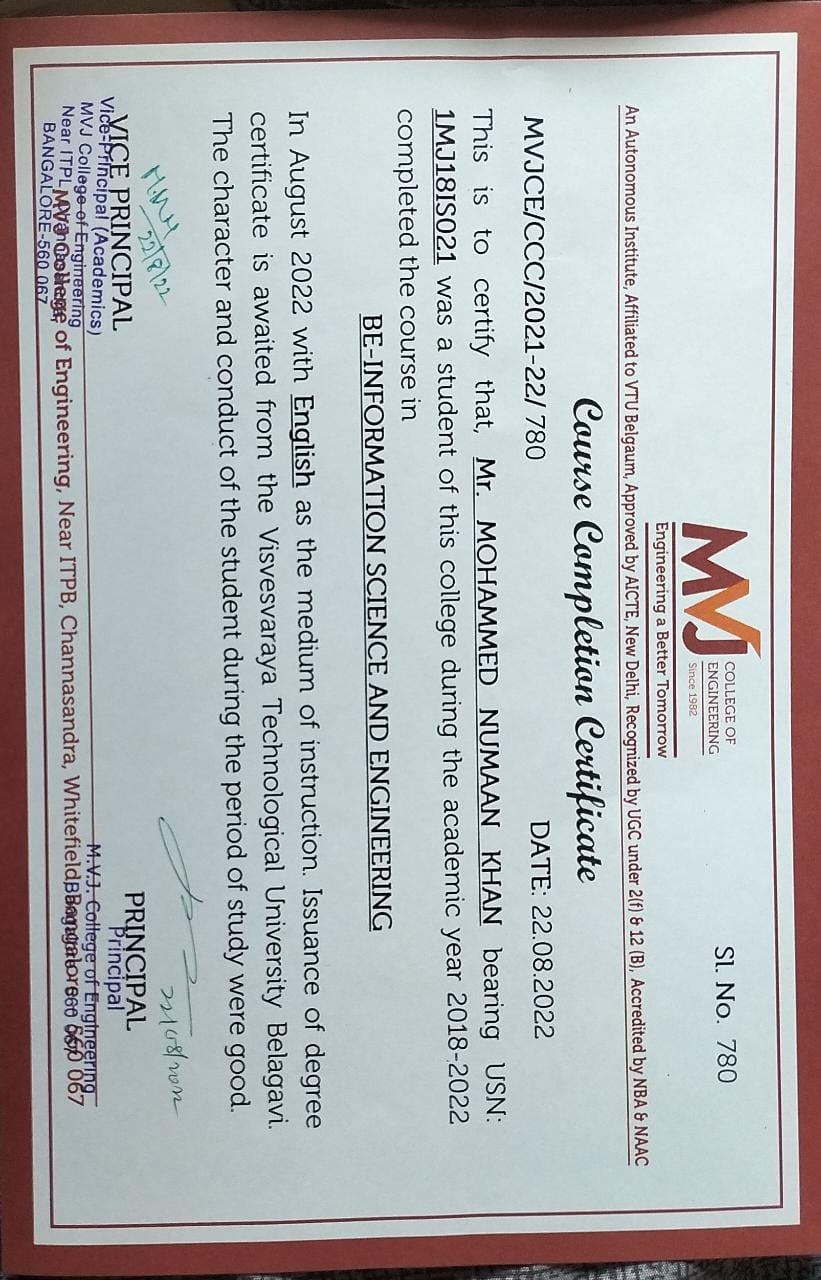 Sl. No. 780
MVJ
COLLEGE OF
ENGINEERING
Since 1982
Engineering a Better Tomorrow
An Autonomous Institute, Affiliated to VTU Belgaum, Approved by AICTE, New Delhi, Recognized by UGC under 2(f) & 12 (B), Accredited by NBA & NAAC
Course Completion Certificate
MVJCE/CCC/2021-22/ 780 DATE: 22.08.2022
This is to certify that, Mr. MOHAMMED NUMAAN KHAN bearing USN:
1MJ18IS021 was a student of this college during the academic year 2018-2022
completed the course in
BE-INFORMATION SCIENCE AND ENGINEERING
In August 2022 with English as the medium of instruction. Issuance of degree
certificate is awaited from the Visvesvaraya Technological University Belagavi.
The character and conduct of the student during the period of study were good.
22/8/22
22/08/2022
VICE PRINCIPAL
PRINCIPAL
Vice-Principal (Academics)
MVJ College of Engineering
Near ITPL,
BANGALORE-560 067
Principal
M.V.J. College of Engineering
MVJ College of Engineering, Near ITPB, Channasandra, Whitefield, Bangalore - 560 067